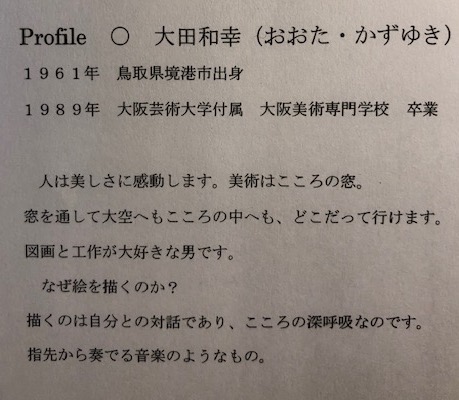 Profile ○ 大田和幸（おおた・かずゆき）
１９６１年 鳥取県境港市出身
１９８９年 大阪芸術大学付属 大阪美術専門学校 卒業
人は美しさに感動します。美術はこころの窓。
窓を通して大空へもこころの中へも、どこだって行けます。
図画と工作が大好きな男です。
なぜ絵を描くのか？
描くのは自分との対話であり、こころの深呼吸なのです。
指先から奏でる音楽のようなもの。